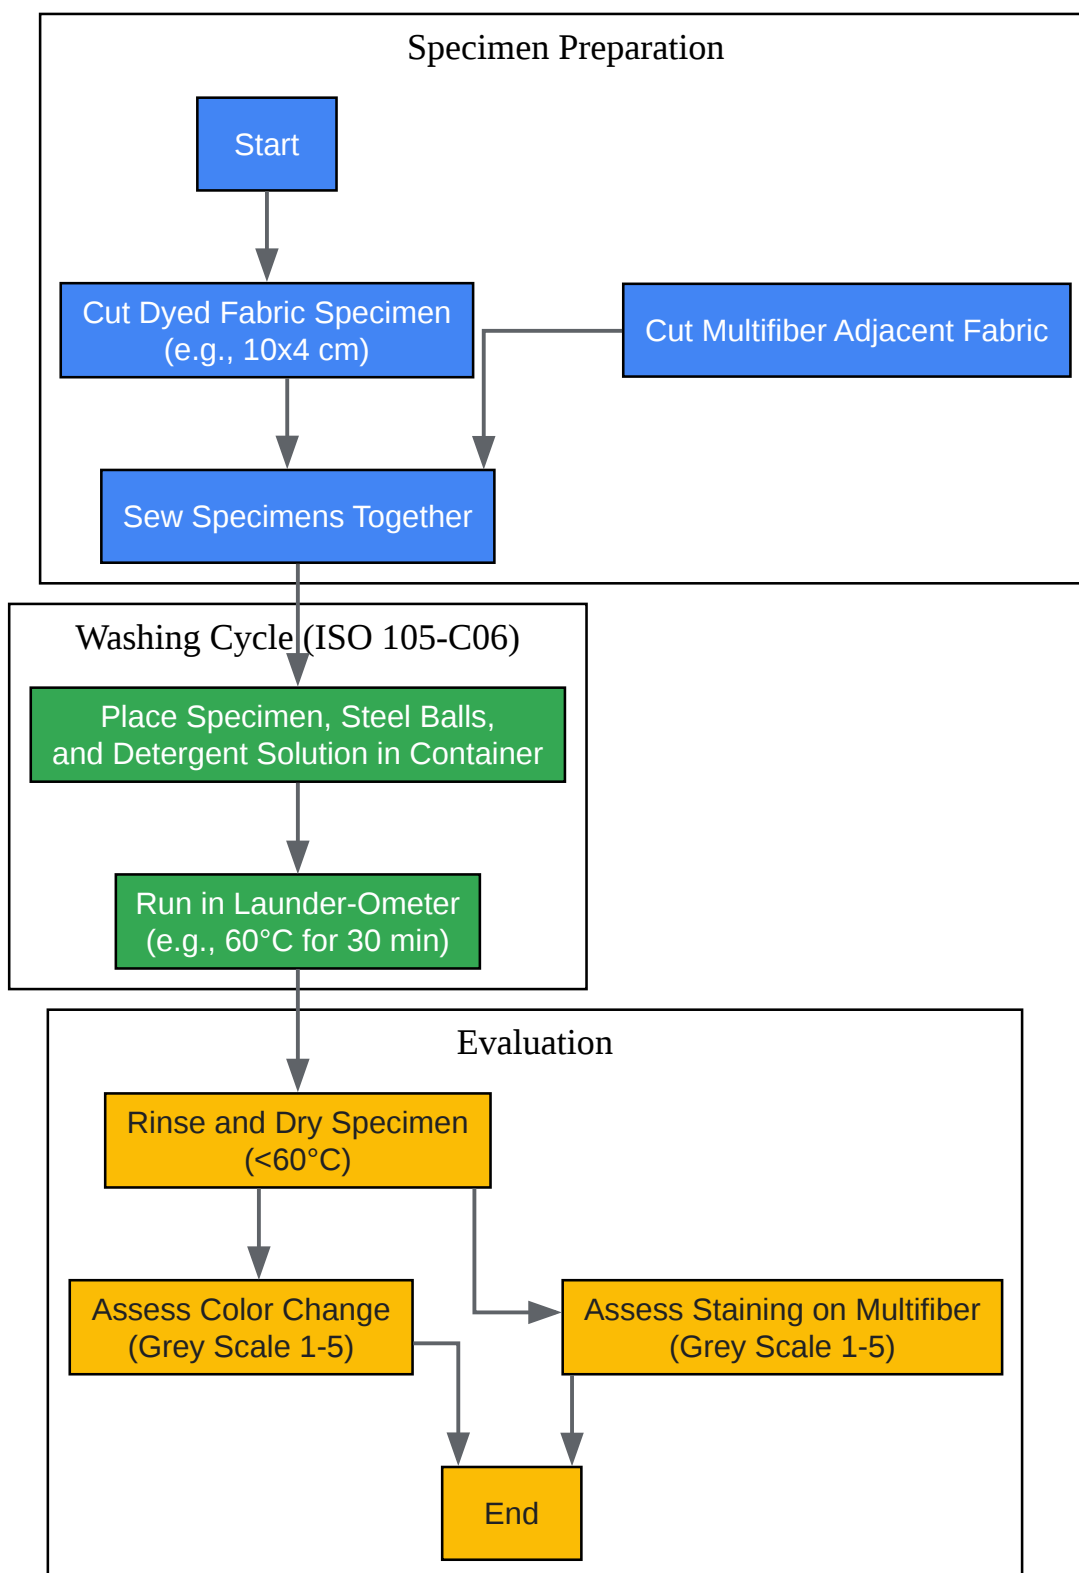 Specimen Preparation
Start
Cut Dyed Fabric Specimen
(e.g., 10x4 cm)
Cut Multifiber Adjacent Fabric
Sew Specimens Together
Washing Cycle (ISO 105-C06)
Place Specimen, Steel Balls,
and Detergent Solution in Container
Run in Launder-Ometer
(e.g., 60°C for 30 min)
Evaluation
Rinse and Dry Specimen
(<60°C)
Assess Color Change
(Grey Scale 1-5)
Assess Staining on Multifiber
(Grey Scale 1-5)
End